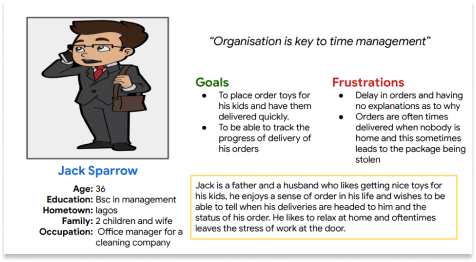 “Organisation is key to time management”
Goals
● To place order toys for
his kids and have them
delivered quickly.
● To be able to track the
progress of delivery of
his orders
Frustrations
● Delay in orders and having
no explanations as to why
● Orders are often times
delivered when nobody is
home and this sometimes
leads to the package being
stolen
Jack Sparrow
Age: 36
Education: Bsc in management
Hometown: lagos
Family: 2 children and wife
Occupation: Office manager for a
cleaning company
Jack is a father and a husband who likes getting nice toys for
his kids, he enjoys a sense of order in his life and wishes to be
able to tell when his deliveries are headed to him and the
status of his order. He likes to relax at home and oftentimes
leaves the stress of work at the door.